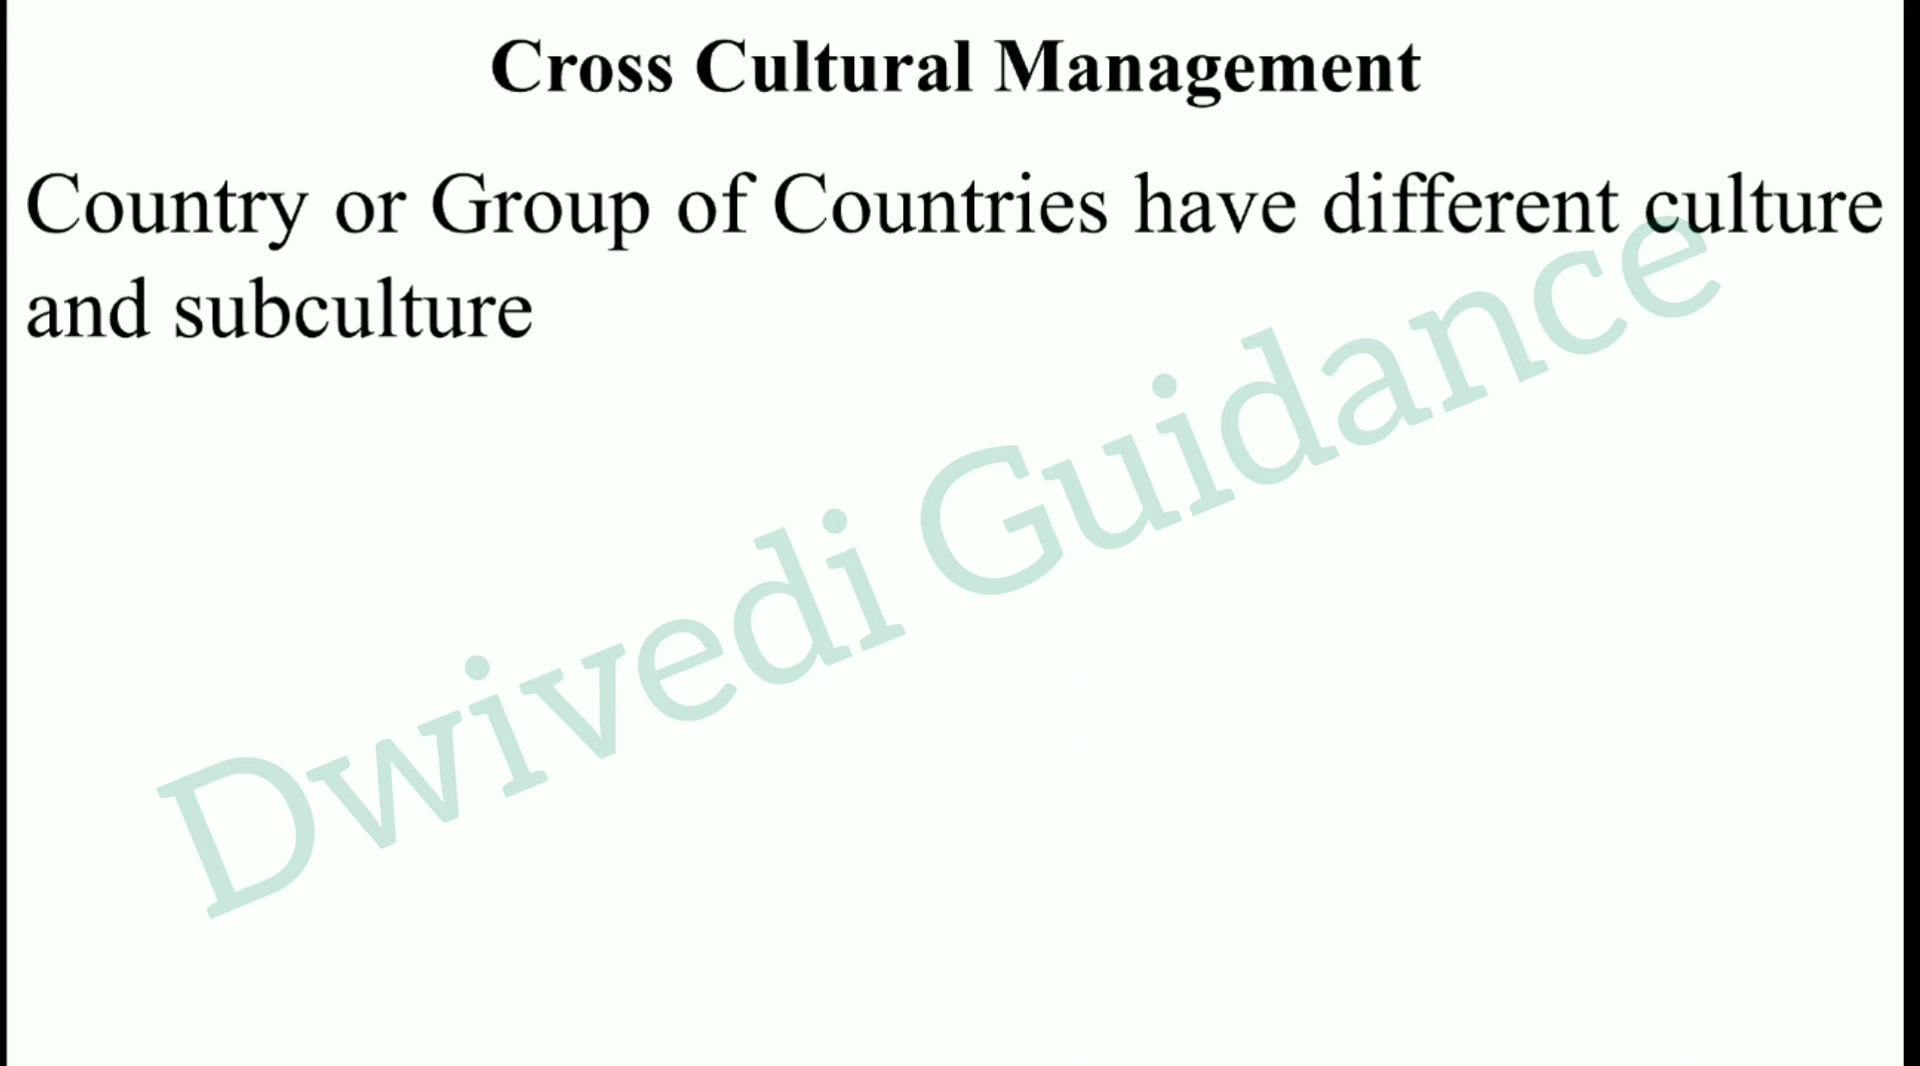 Cross Cultural Management
Country or Group of Countries have different culture
and subculture
Dwivedi Guidance